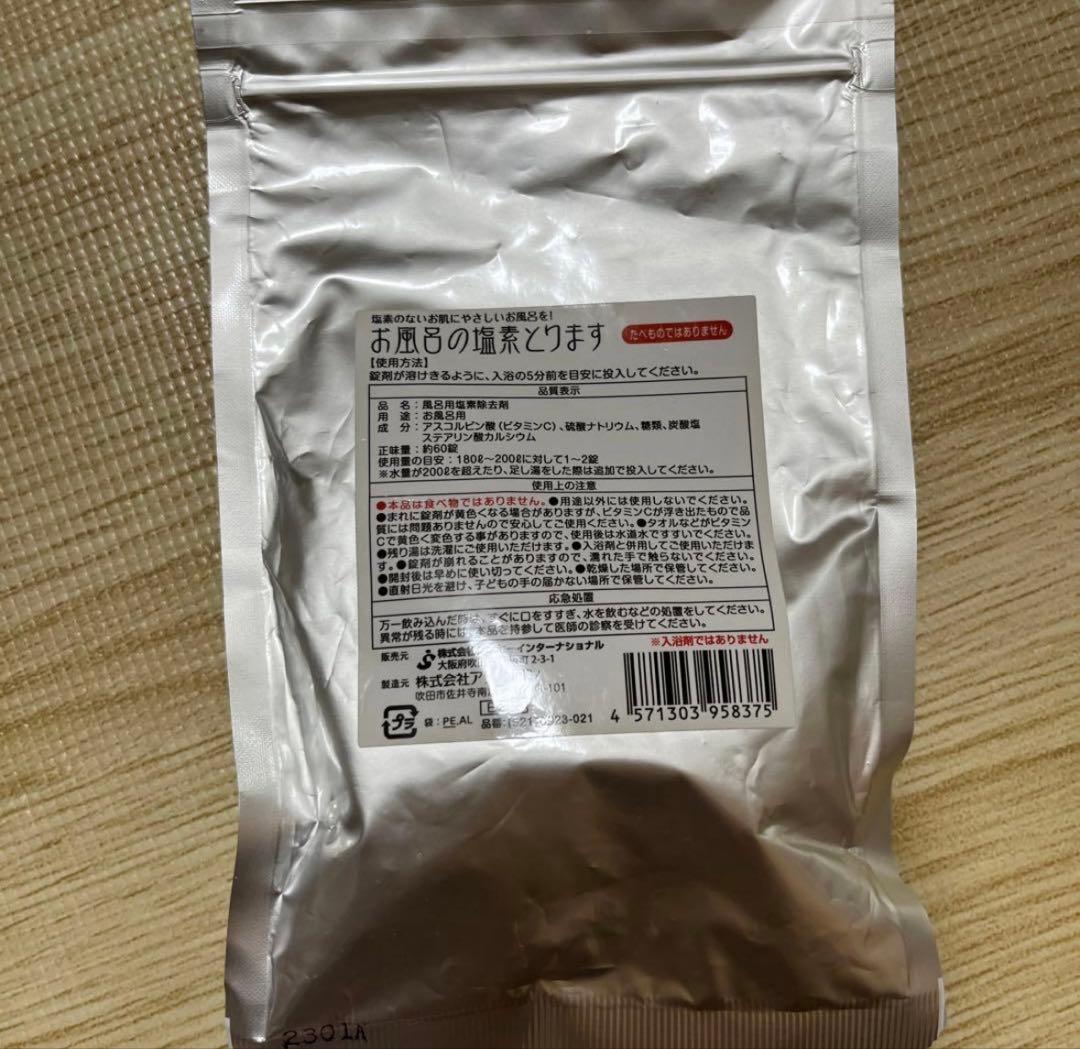 塩素のないお肌にやさしいお風呂を!
お風呂の塩素とります
たべものではありません
【使用方法】
錠剤が溶けきるように、入浴の5分前を目安に投入してください。
品質表示
品 名：風呂用塩素除去剤
用 途：お風呂用
成 分：アスコルビン酸(ビタミンC)、硫酸ナトリウム、糖類、炭酸塩
ステアリン酸カルシウム
正味量：約60錠
使用量の目安：180ℓ～200ℓに対して1～2錠
※水量が200ℓを超えたり、足し湯をした際は追加で投入してください。
使用上の注意
●本品は食べ物ではありません。●用途以外には使用しないでください。
●まれに錠剤が黄色くなる場合がありますが、ビタミンCが浮き出たもので品
質には問題ありませんので安心してご使用ください。●タオルなどがビタミン
Cで黄色く変色する事がありますので、使用後は水道水ですすいでください。
●残り湯は洗濯にご使用いただけます。●入浴剤と併用してご使用いただけま
す。●錠剤が崩れることがありますので、濡れた手で触らないでください。
●開封後は早めに使い切ってください。●乾燥した場所で保管してください。
●直射日光を避け、子どもの手の届かない場所で保管してください。
応急処置
万一飲み込んだ時は、すぐに口をすすぎ、水を飲むなどの処置をしてください。
異常が残る時には、本品を持参して医師の診察を受けてください。
※入浴剤ではありません
販売元 株式会社 ーインターナショナル
大阪府吹田 町2-3-1
製造元 株式会社ア
吹田市佐井寺南 -101
プラ 袋：PE,AL 品番: 23-021
4 571303 958375
2301A